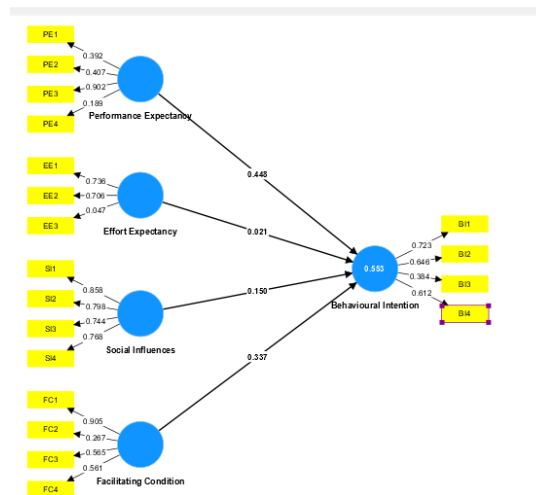 PE1
0.392
PE2
0.407
PE3
0.902
PE4
0.189
Performance Expectancy
0.448
EE1
0.736
EE2
0.706
EE3
0.047
Effort Expectancy
0.021
SI1
0.858
SI2
0.798
SI3
0.744
SI4
0.768
Social Influences
0.150
FC1
0.905
FC2
0.267
FC3
0.565
FC4
0.561
Facilitating Condition
0.337
0.553
Behavioural Intention
BI1
0.723
BI2
0.646
BI3
0.384
BI4
0.612